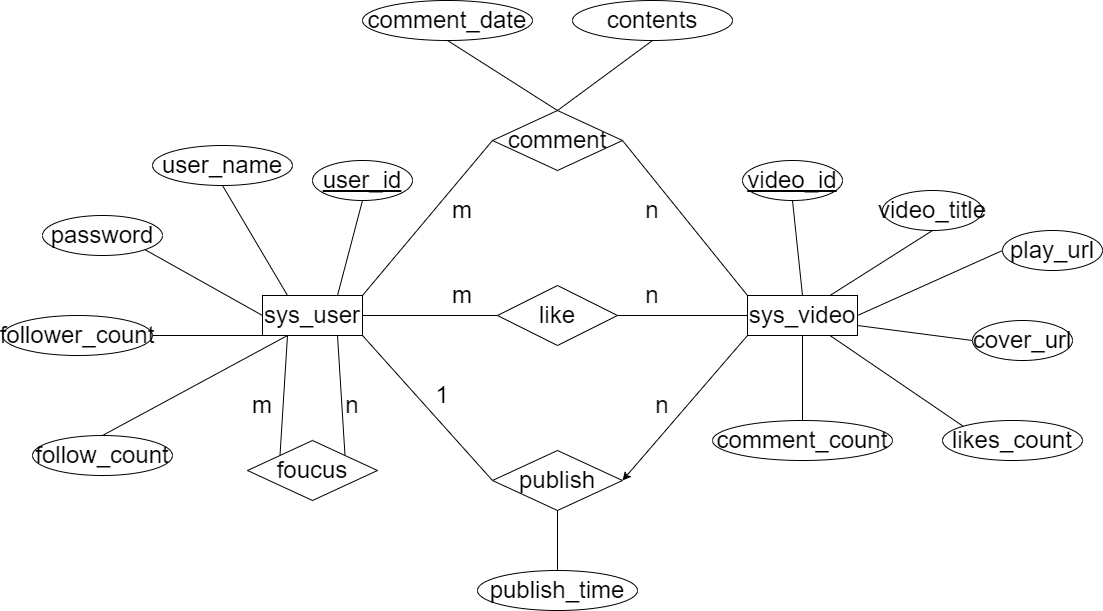 comment_date
contents
comment
user_name
user_id
video_id
video_title
password
play_url
m
n
m
n
sys_user
like
sys_video
follower_count
cover_url
1
m
n
n
follow_count
comment_count
likes_count
foucus
publish
publish_time